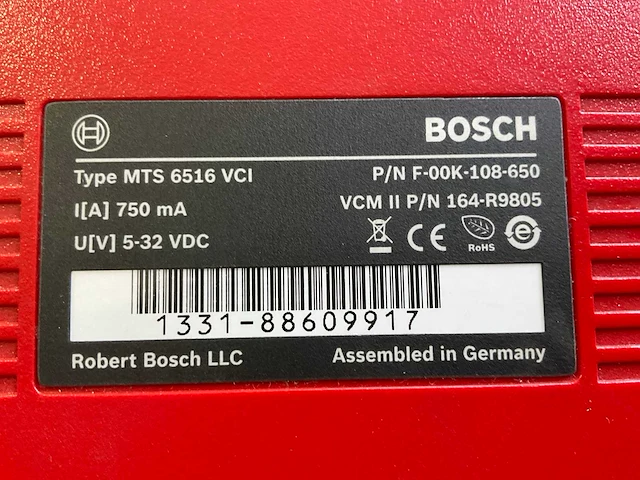 BOSCH
Type MTS 6516 VCI
P/N F-00K-108-650
I[A] 750 mA
VCM II P/N 164-R9805
U[V] 5-32 VDC
CE
RoHS
e
1331-88609917
Robert Bosch LLC
Assembled in Germany